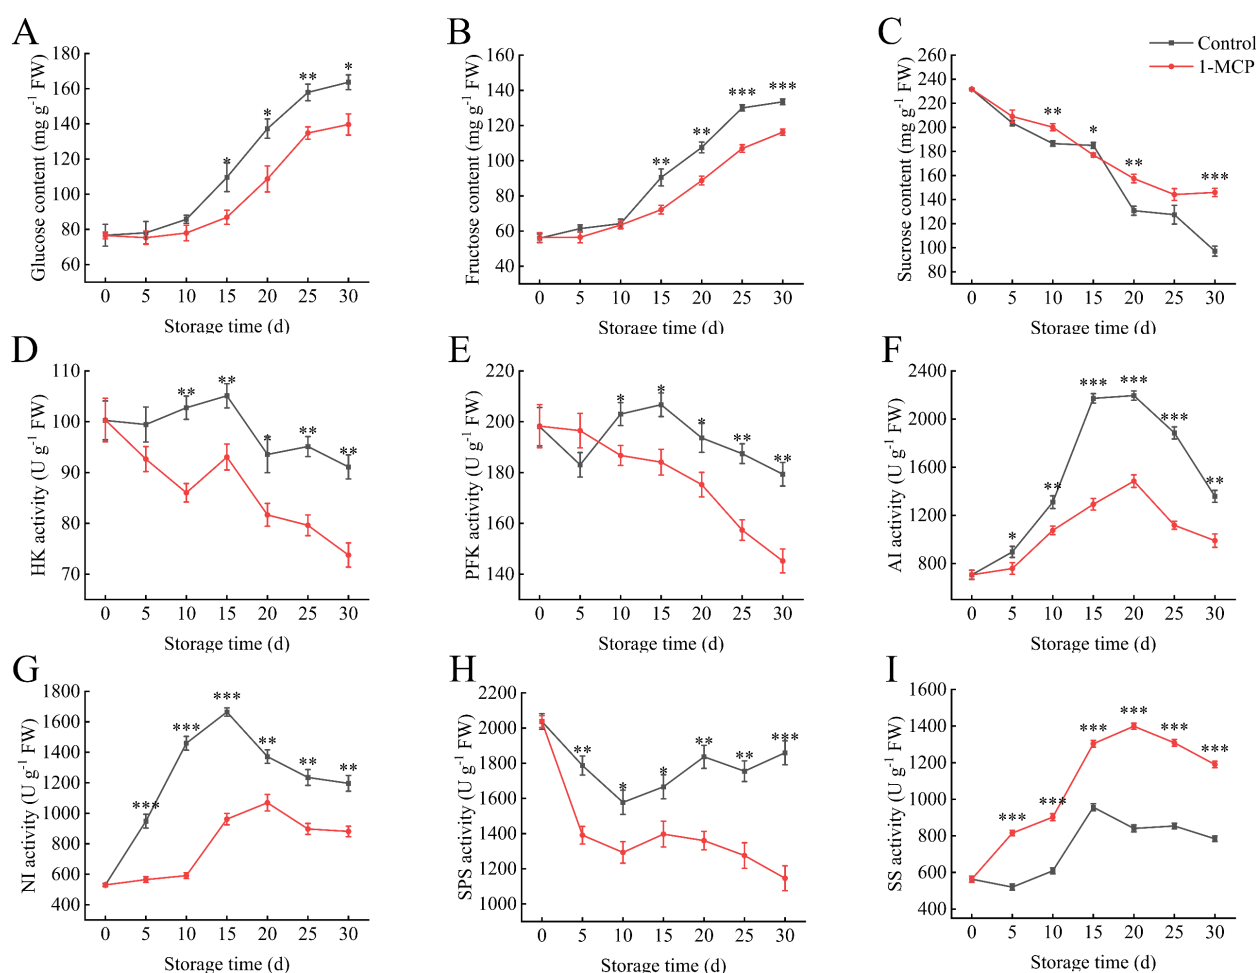 A
B
C
Control
1-MCP
Glucose content (mg g-1 FW)
180
160
140
120
100
80
60
* * ** *
0 5 10 15 20 25 30
Storage time (d)
Fructose content (mg g-1 FW)
160
140
120
100
80
60
40
** ** *** ***
0 5 10 15 20 25 30
Storage time (d)
Sucrose content (mg g-1 FW)
260
240
220
200
180
160
140
120
100
80
** * ** ***
0 5 10 15 20 25 30
Storage time (d)
D
E
F
HK activity (U g-1 FW)
110
100
90
80
70
** ** * ** **
0 5 10 15 20 25 30
Storage time (d)
PFK activity (U g-1 FW)
220
200
180
160
140
* * * ** **
0 5 10 15 20 25 30
Storage time (d)
AI activity (U g-1 FW)
2400
2000
1600
1200
800
* ** *** *** *** **
0 5 10 15 20 25 30
Storage time (d)
G
H
I
NI activity (U g-1 FW)
1800
1600
1400
1200
1000
800
600
400
*** *** *** ** ** **
0 5 10 15 20 25 30
Storage time (d)
SPS activity (U g-1 FW)
2200
2000
1800
1600
1400
1200
1000
** * * ** ** ***
0 5 10 15 20 25 30
Storage time (d)
SS activity (U g-1 FW)
1600
1400
1200
1000
800
600
400
*** *** *** *** *** ***
0 5 10 15 20 25 30
Storage time (d)